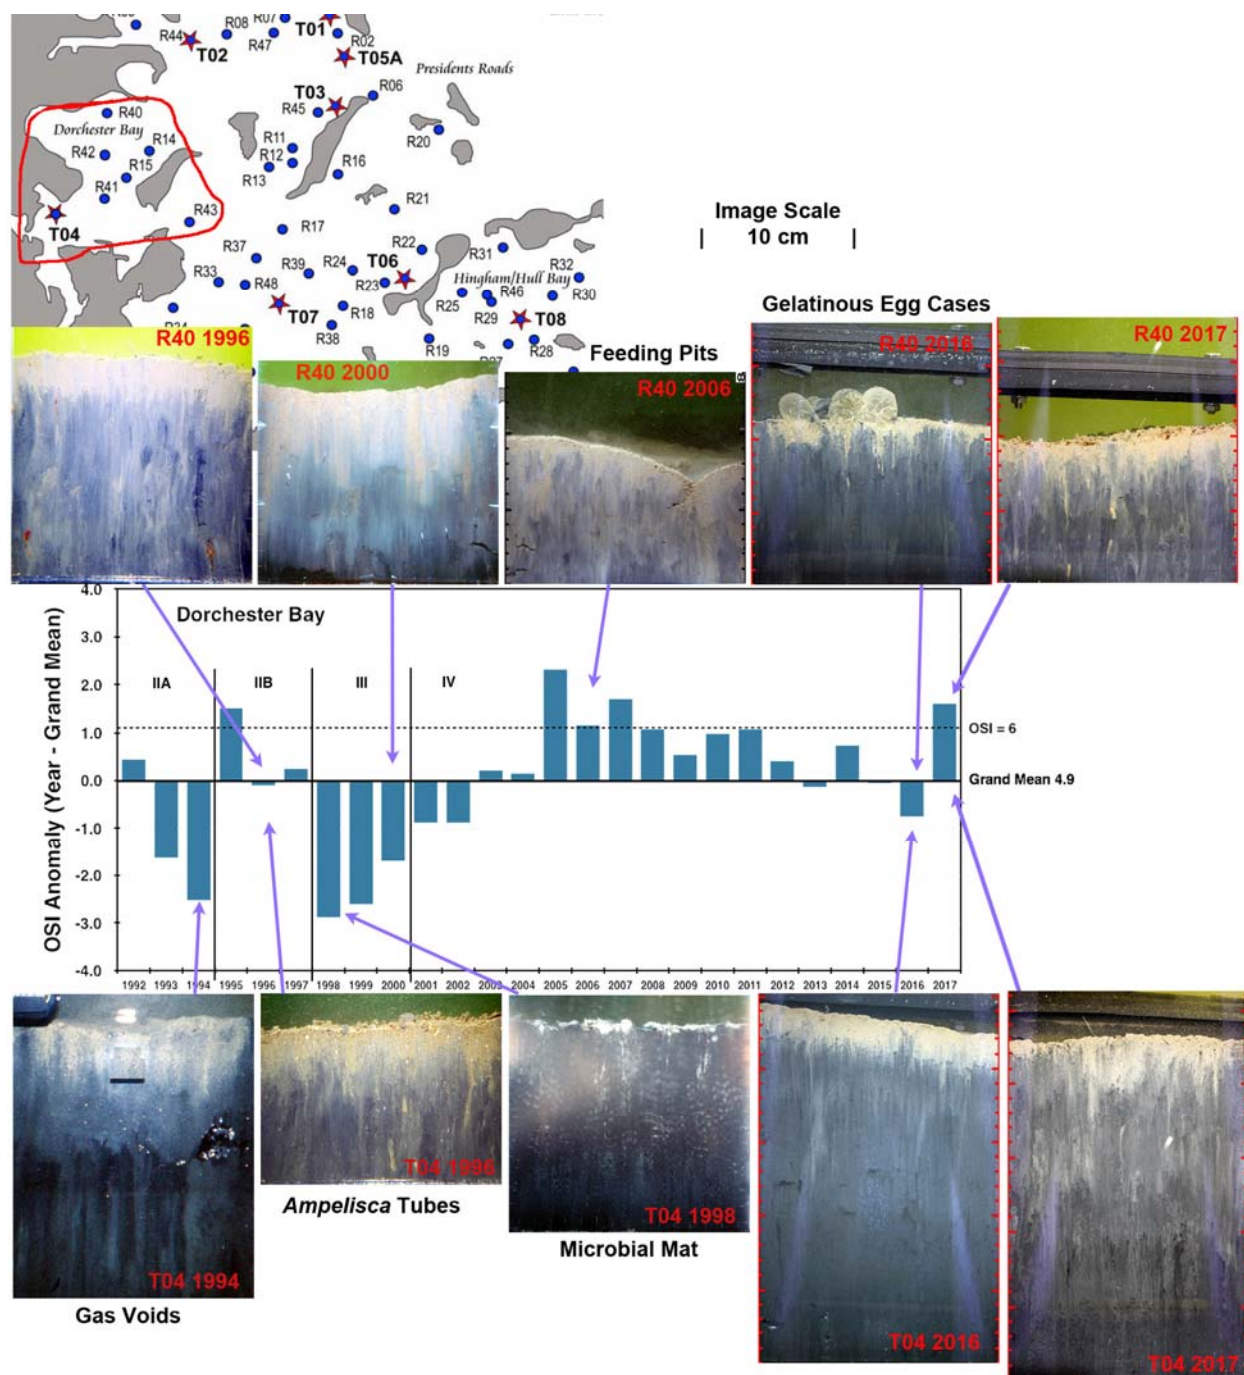 R08
R07
T01
R44
T02
R47
R02
T05A
Presidents Roads
T03
R06
R45
R40
Dorchester Bay
R14
R20
R42
R11
R12
R15
R13
R16
R41
R21
R43
T04
R17
R22
R31
R37
T06
R24
R39
R32
R33
R48
R23
Hingham/Hull Bay
R46
R30
R25
R29
T07
R18
T08
R38
R19
R28
Image Scale
| 10 cm |
Gelatinous Egg Cases
Feeding Pits
R40 1996
R40 2000
R40 2006
R40 2016
R40 2017
OSI Anomaly (Year - Grand Mean)
Dorchester Bay
4.0
3.0
2.0
1.0
0.0
-1.0
-2.0
-3.0
-4.0
IIA
IIB
III
IV
OSI = 6
Grand Mean 4.9
1992 1993 1994 1995 1996 1997 1998 1999 2000 2001 2002 2003 2004 2005 2006 2007 2008 2009 2010 2011 2012 2013 2014 2015 2016 2017
T04 1994
Gas Voids
T04 1996
Ampelisca Tubes
T04 1998
Microbial Mat
T04 2016
T04 2017